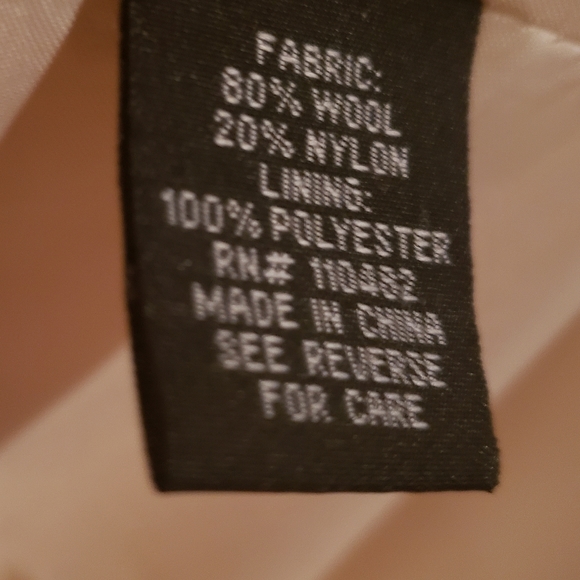 FABRIC:
80% WOOL
20% NYLON
LINING:
100% POLYESTER
RN# 110482
MADE IN CHINA
SEE REVERSE
FOR CARE